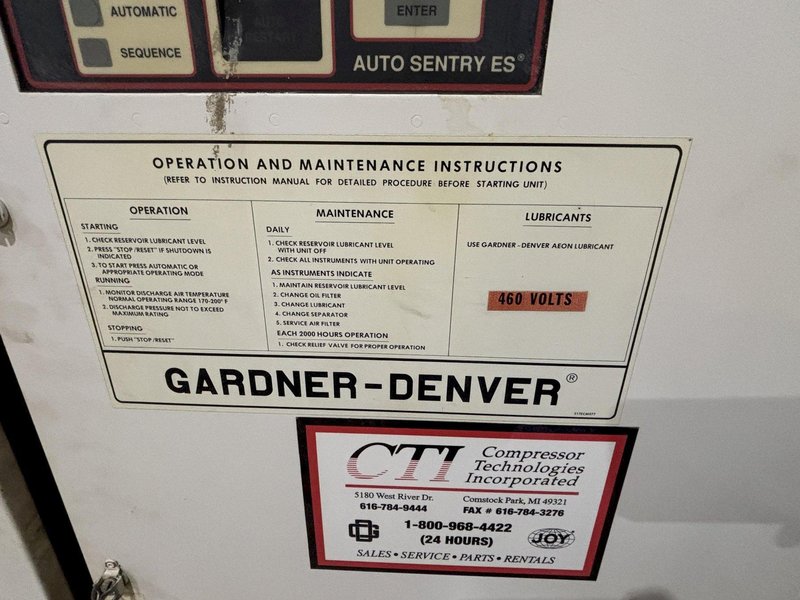 AUTOMATIC
SEQUENCE
AUTO
RESTART
ENTER
AUTO SENTRY ES®
OPERATION AND MAINTENANCE INSTRUCTIONS
(REFER TO INSTRUCTION MANUAL FOR DETAILED PROCEDURE BEFORE STARTING UNIT)
OPERATION
STARTING
1. CHECK RESERVOIR LUBRICANT LEVEL
2. PRESS "STOP/RESET" IF SHUTDOWN IS
INDICATED
3. TO START PRESS AUTOMATIC OR
APPROPRIATE OPERATING MODE
RUNNING
1. MONITOR DISCHARGE AIR TEMPERATURE
NORMAL OPERATING RANGE 170-200° F
2. DISCHARGE PRESSURE NOT TO EXCEED
MAXIMUM RATING
STOPPING
1. PUSH "STOP/RESET"
MAINTENANCE
DAILY
1. CHECK RESERVOIR LUBRICANT LEVEL
WITH UNIT OFF
2. CHECK ALL INSTRUMENTS WITH UNIT OPERATING
AS INSTRUMENTS INDICATE
1. MAINTAIN RESERVOIR LUBRICANT LEVEL
2. CHANGE OIL FILTER
3. CHANGE LUBRICANT
4. CHANGE SEPARATOR
5. SERVICE AIR FILTER
EACH 2000 HOURS OPERATION
1. CHECK RELIEF VALVE FOR PROPER OPERATION
LUBRICANTS
USE GARDNER-DENVER AEON LUBRICANT
460 VOLTS
GARDNER-DENVER®
CTI Compressor
Technologies
Incorporated
5180 West River Dr. Comstock Park, MI 49321
616-784-9444 FAX # 616-784-3276
1-800-968-4422
(24 HOURS)
JOY
SALES • SERVICE • PARTS • RENTALS